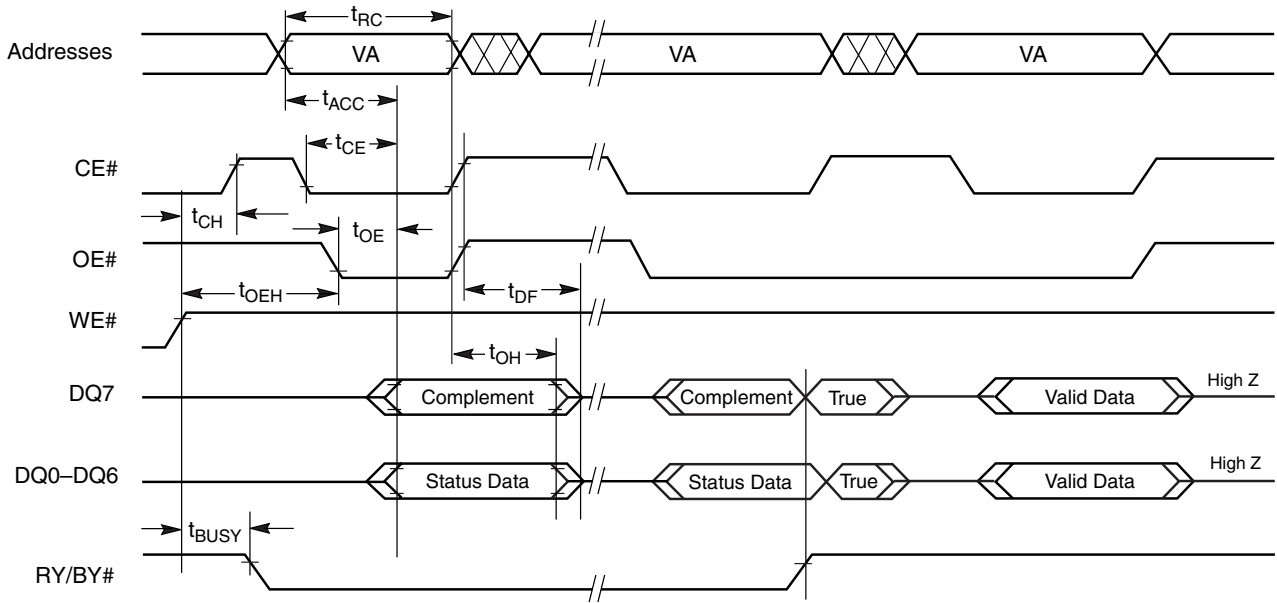 tRC
Addresses VA VA VA
tACC
tCE
CE#
tCH tOE
OE#
tOEH tDF
WE#
tOH
DQ7 Complement Complement True Valid Data High Z
DQ0–DQ6 Status Data Status Data True Valid Data High Z
tBUSY
RY/BY#